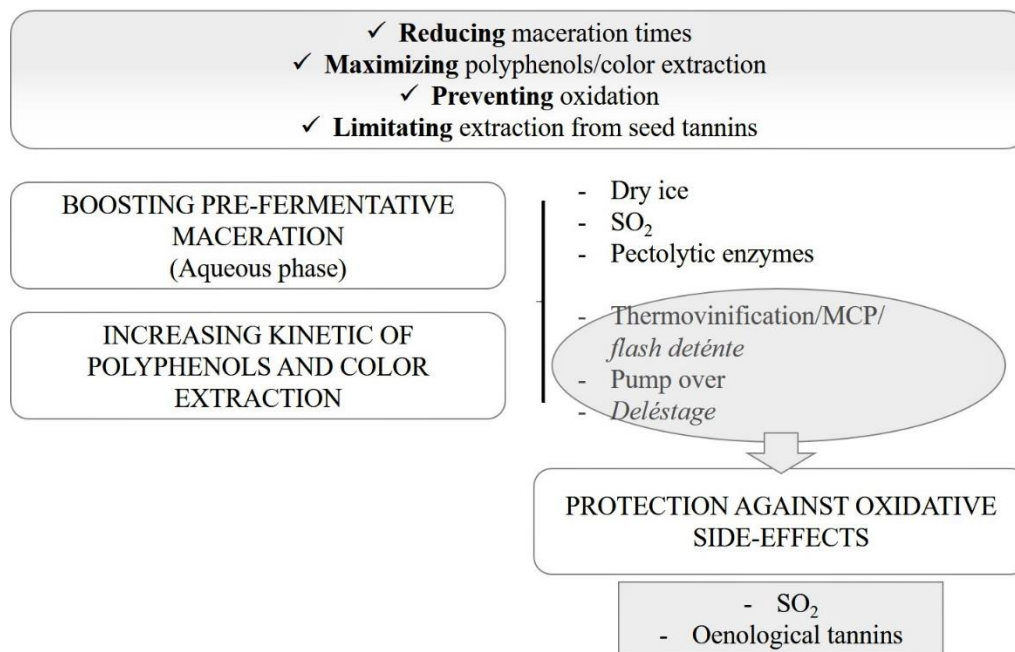 ✓ Reducing maceration times
✓ Maximizing polyphenols/color extraction
✓ Preventing oxidation
✓ Limitating extraction from seed tannins
BOOSTING PRE-FERMENTATIVE
MACERATION
(Aqueous phase)
INCREASING KINETIC OF
POLYPHENOLS AND COLOR
EXTRACTION
- Dry ice
- SO₂
- Pectolytic enzymes
- Thermovinification/MCP/
flash deténte
- Pump over
- Deléstage
PROTECTION AGAINST OXIDATIVE
SIDE-EFFECTS
- SO₂
- Oenological tannins